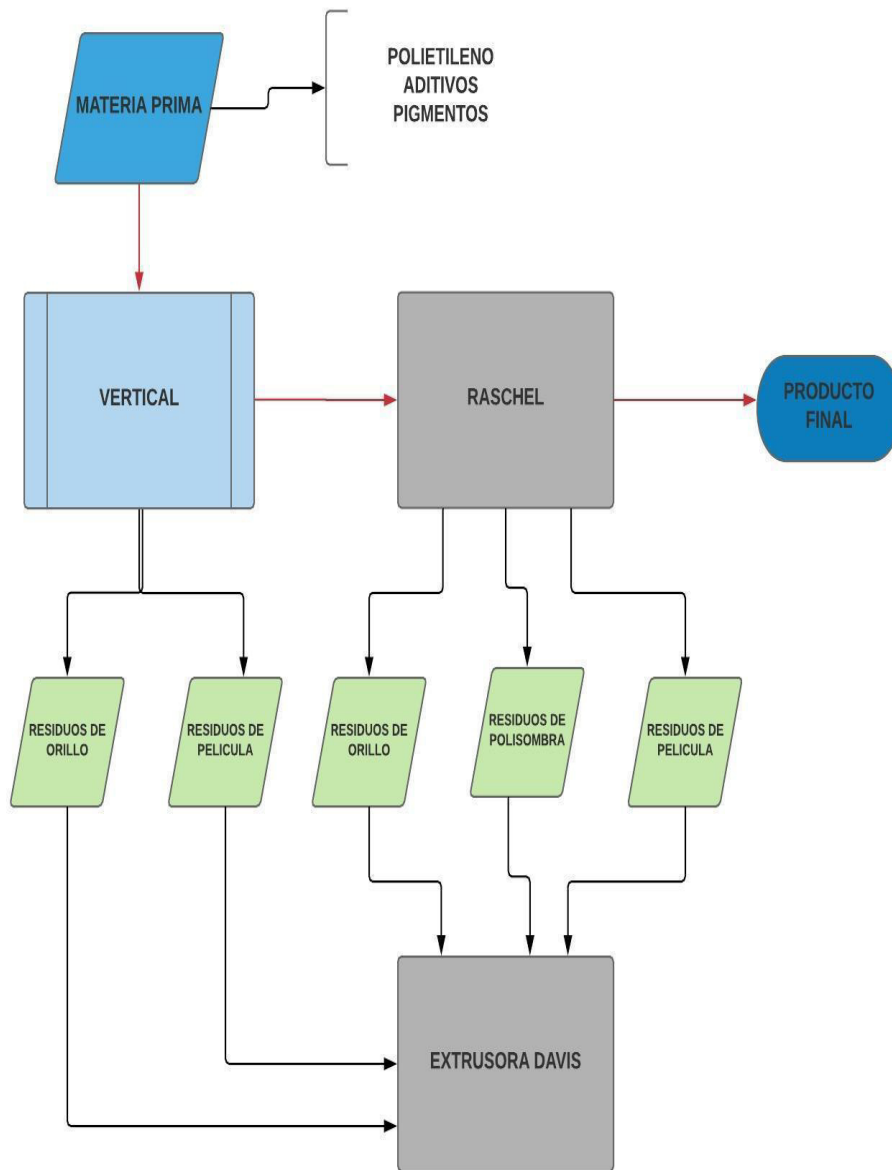 MATERIA PRIMA
POLIETILENO
ADITIVOS
PIGMENTOS
VERTICAL
RASCHEL
PRODUCTO
FINAL
RESIDUOS DE
ORILLO
RESIDUOS DE
PELICULA
RESIDUOS DE
ORILLO
RESIDUOS DE
POLISOMBRA
RESIDUOS DE
PELICULA
EXTRUSORA DAVIS